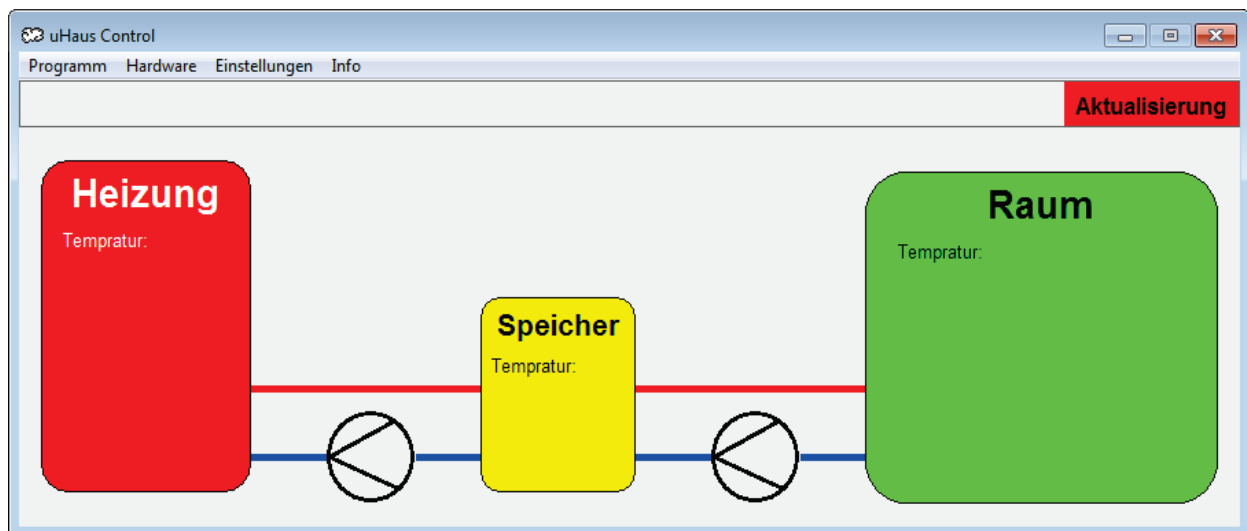 uHaus Control
Programm Hardware Einstellungen Info
Aktualisierung
Heizung
Tempratur:
Raum
Tempratur:
Speicher
Tempratur: